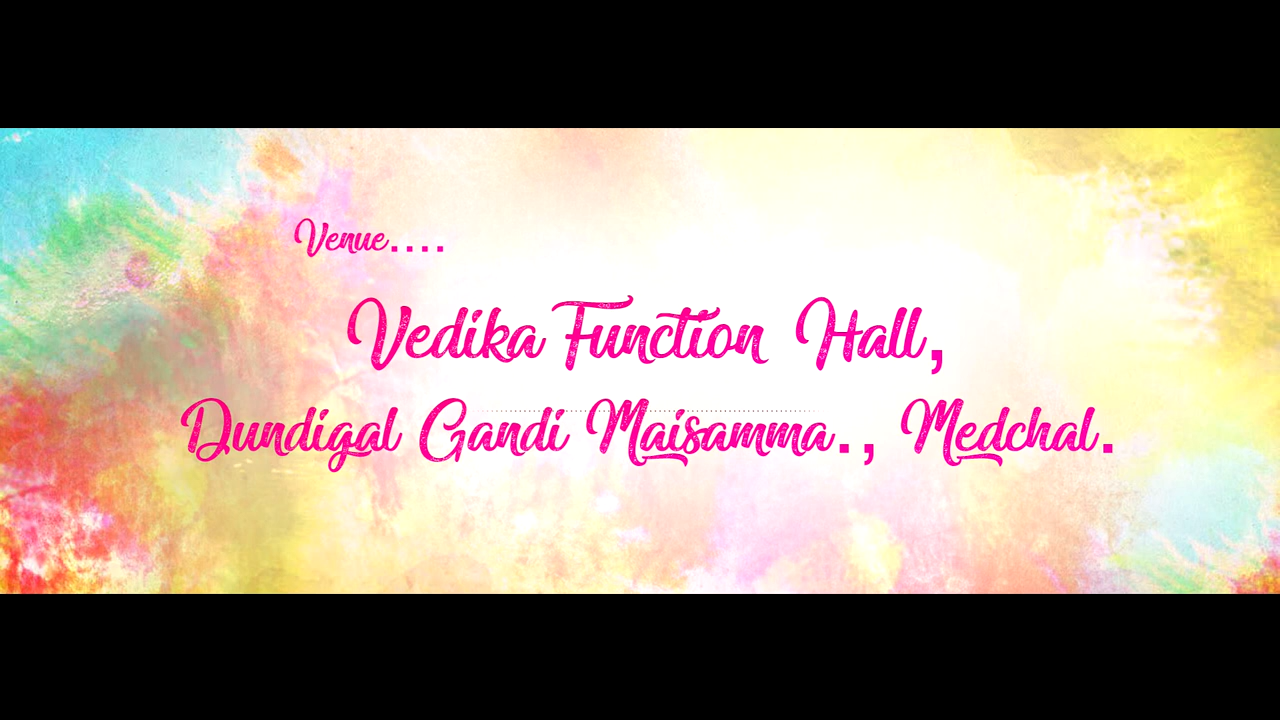 Venue....
Vedika Function Hall,
Dundigal Gandi Maisamma., Medchal.